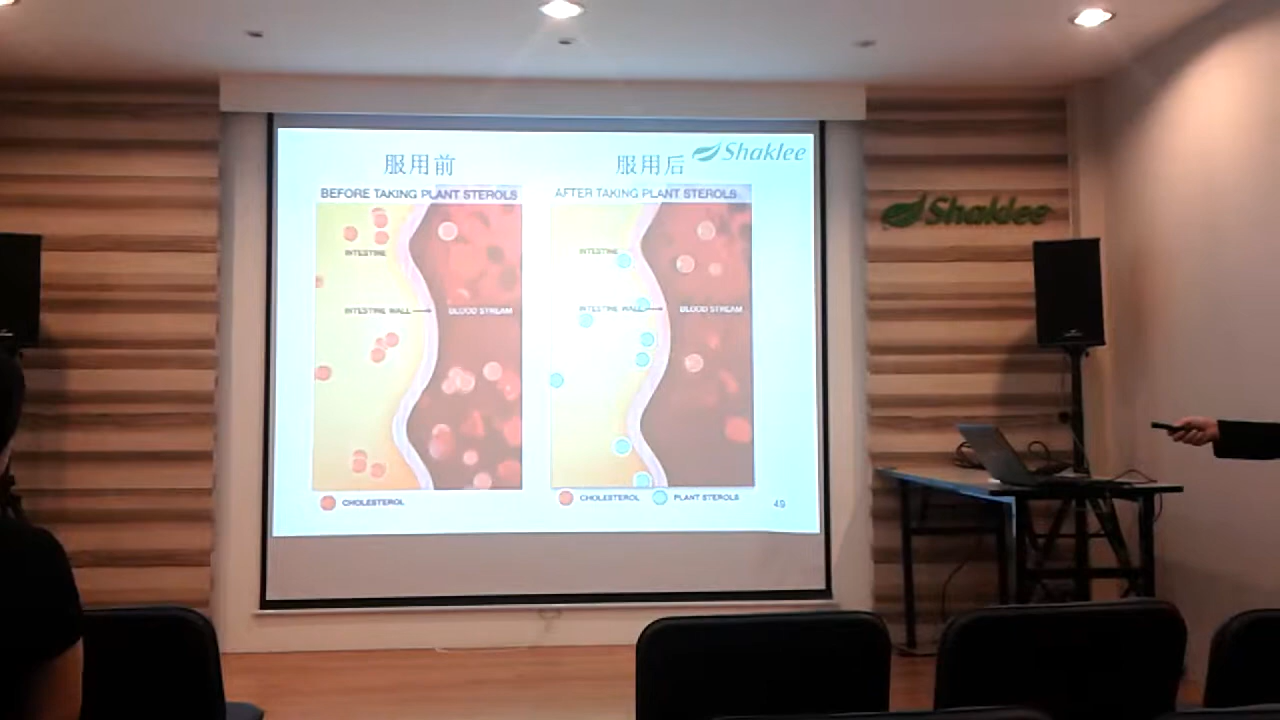 服用前
服用后
Shaklee
BEFORE TAKING PLANT STEROLS
AFTER TAKING PLANT STEROLS
INTESTINE
INTESTINE WALL
BLOOD STREAM
CHOLESTEROL
INTESTINE
INTESTINE WALL
BLOOD STREAM
CHOLESTEROL
PLANT STEROLS
49
Shaklee